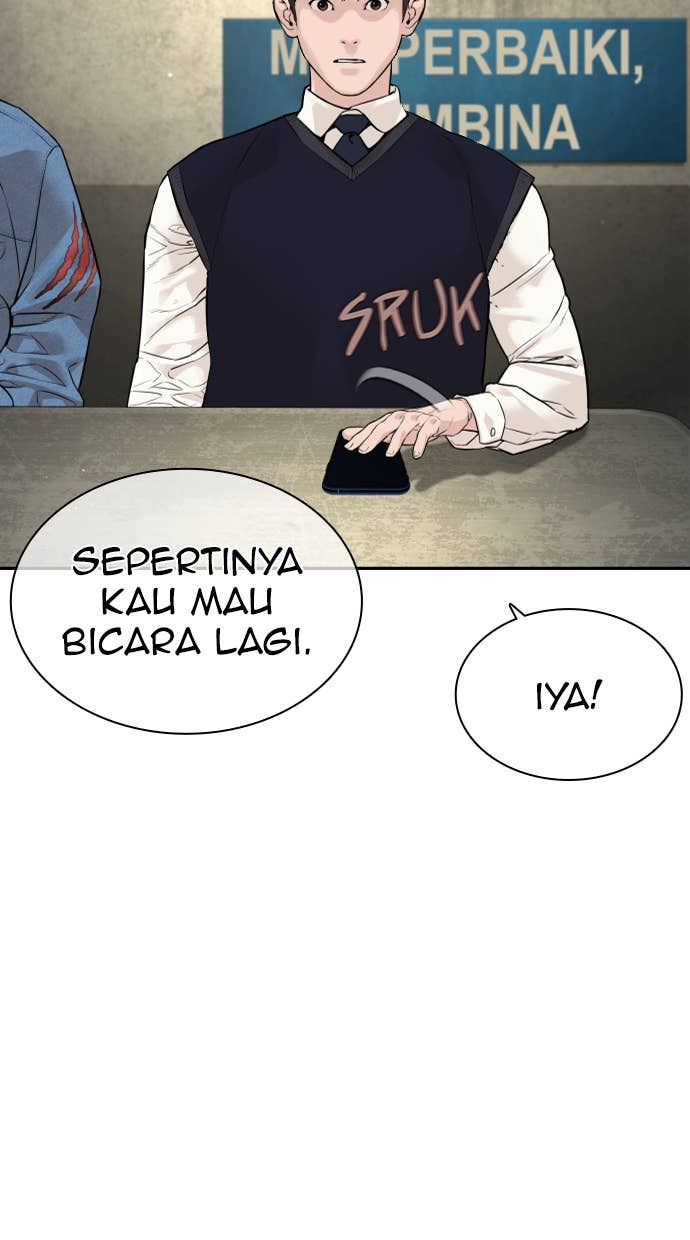 PERBAIKI,
MBINA
SRUK
SEPERTINYA
KAU MAU
BICARA LAGI.
IYA!